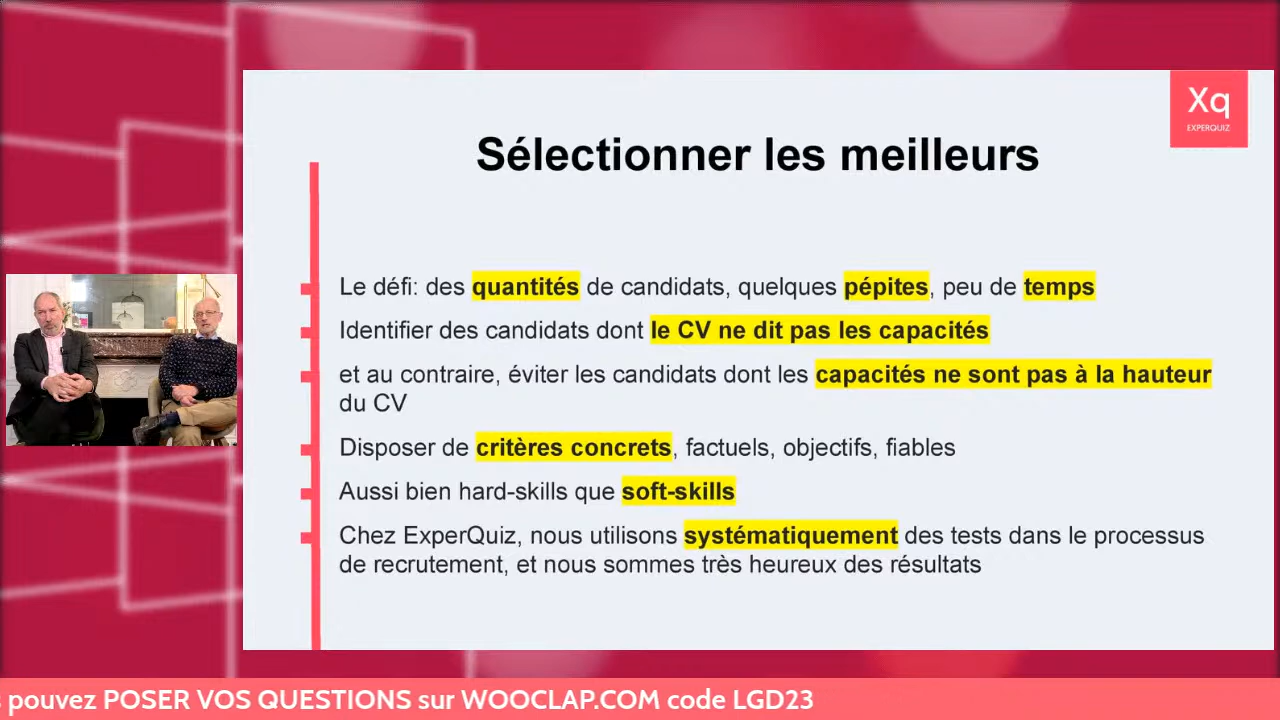 Xq
EXPERQUIZ
Sélectionner les meilleurs
Le défi: des quantités de candidats, quelques pépites, peu de temps
Identifier des candidats dont le CV ne dit pas les capacités
et au contraire, éviter les candidats dont les capacités ne sont pas à la hauteur
du CV
Disposer de critères concrets, factuels, objectifs, fiables
Aussi bien hard-skills que soft-skills
Chez ExperQuiz, nous utilisons systématiquement des tests dans le processus
de recrutement, et nous sommes très heureux des résultats
pouvez POSER VOS QUESTIONS sur WOOCLAP.COM code LGD23